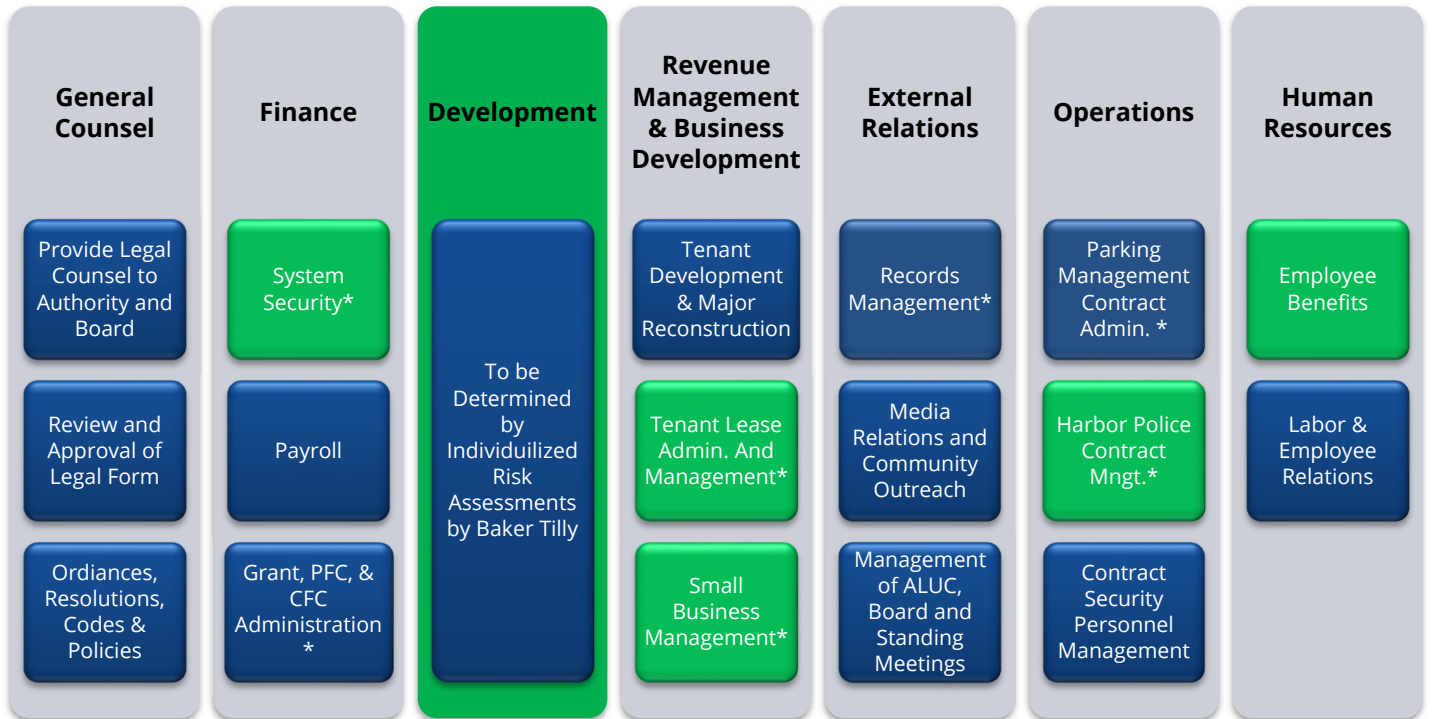 General
Counsel
Provide Legal
Counsel to
Authority and
Board
Review and
Approval of
Legal Form
Ordiances,
Resolutions,
Codes &
Policies
Finance
System
Security*
Payroll
Grant, PFC, &
CFC
Administration
*
Development
To be
Determined
by
Individuilized
Risk
Assessments
by Baker Tilly
Revenue
Management
& Business
Development
Tenant
Development
& Major
Reconstruction
Tenant Lease
Admin. And
Management*
Small
Business
Management*
External
Relations
Records
Management*
Media
Relations and
Community
Outreach
Management
of ALUC,
Board and
Standing
Meetings
Operations
Parking
Management
Contract
Admin. *
Harbor Police
Contract
Mngt.*
Contract
Security
Personnel
Management
Human
Resources
Employee
Benefits
Labor &
Employee
Relations